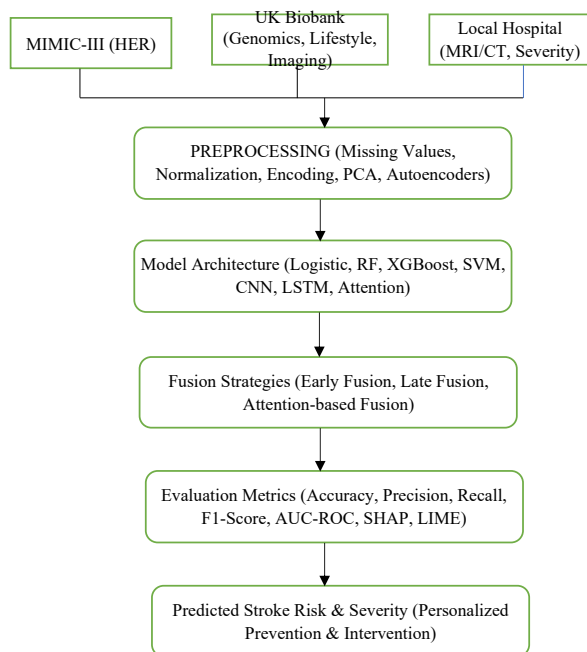 MIMIC-III (HER)
UK Biobank
(Genomics, Lifestyle,
Imaging)
Local Hospital
(MRI/CT, Severity)
PREPROCESSING (Missing Values,
Normalization, Encoding, PCA, Autoencoders)
Model Architecture (Logistic, RF, XGBoost, SVM,
CNN, LSTM, Attention)
Fusion Strategies (Early Fusion, Late Fusion,
Attention-based Fusion)
Evaluation Metrics (Accuracy, Precision, Recall,
F1-Score, AUC-ROC, SHAP, LIME)
Predicted Stroke Risk & Severity (Personalized
Prevention & Intervention)